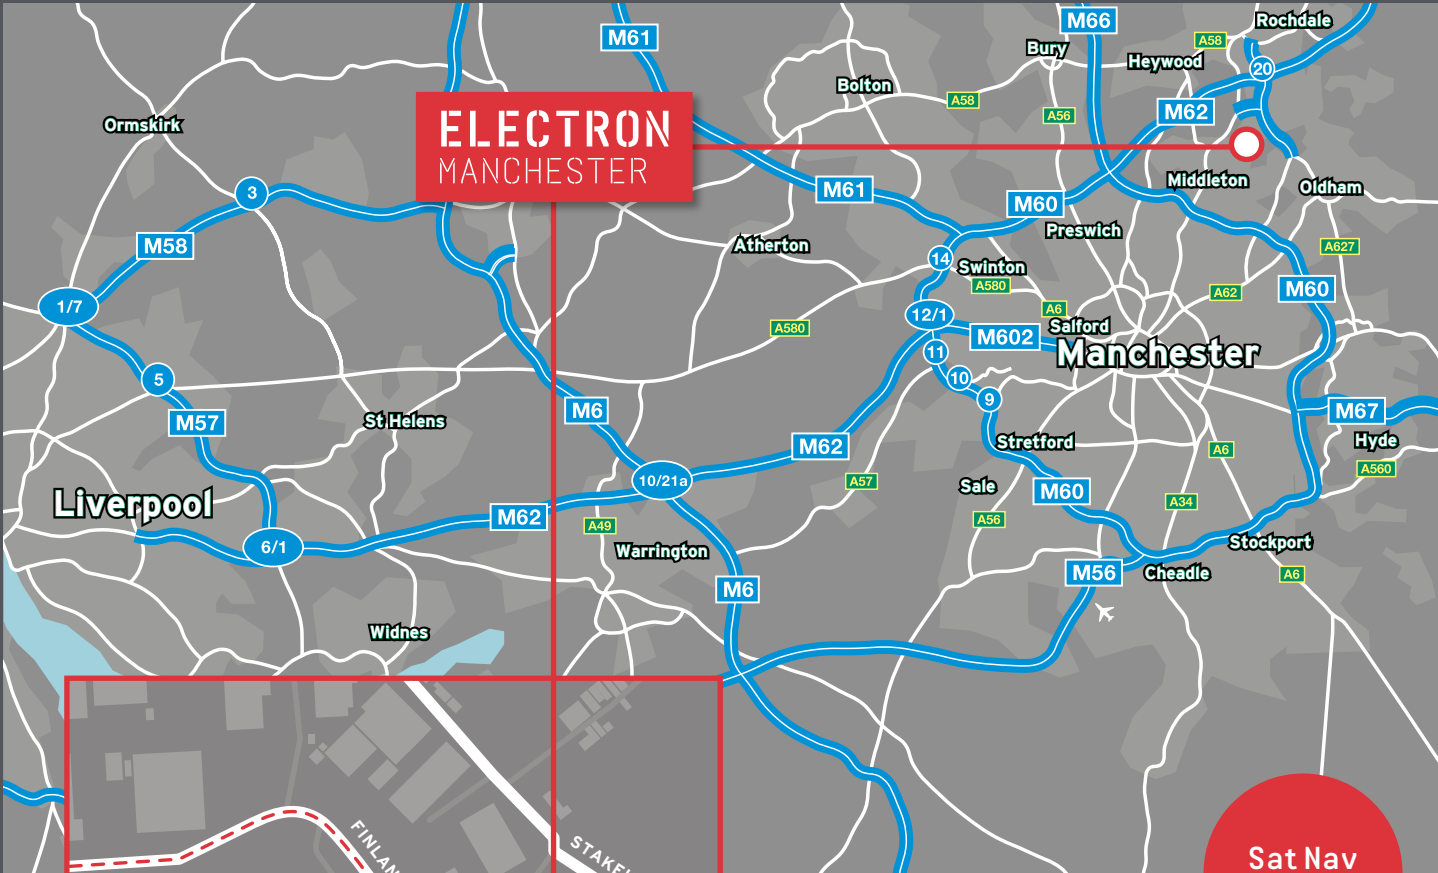 M61
M66
Rochdale
A58
Bury
Heywood
20
Bolton
A58
A56
M62
Ormskirk
ELECTRON
MANCHESTER
3
M61
Middleton
Oldham
M60
Preswich
M58
Atherton
A627
14
Swinton
A580
A62
M60
1/7
A6
12/1
Salford
A580
M602
Manchester
11
5
10
9
M6
M67
M57
St Helens
Hyde
Stretford
M62
A6
A560
10/21a
A57
Sale
M60
Liverpool
A34
M62
A49
A56
6/1
Warrington
Stockport
M56
Cheadle
A6
M6
Widnes
FINLAN
STAKE
Sat Nav